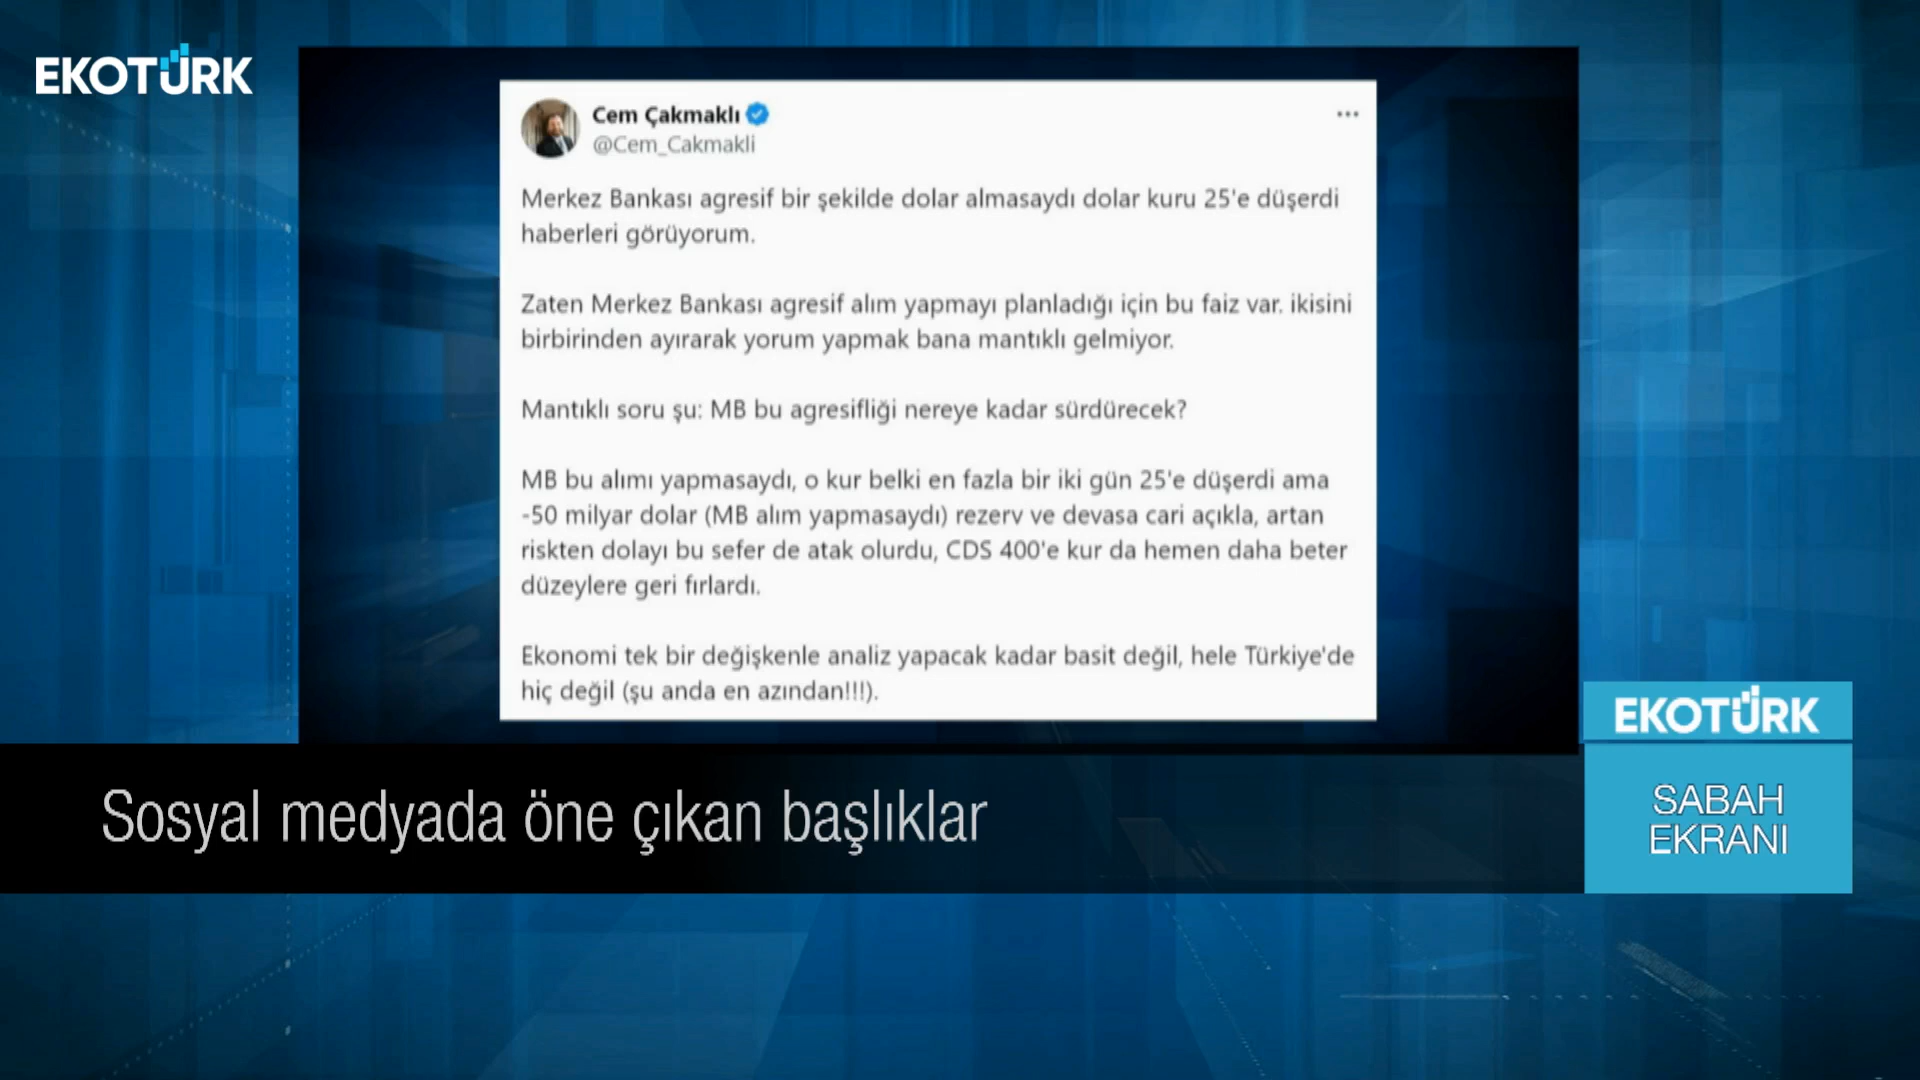 EKOTÜRK
Cem Çakmaklı
@Cem_Cakmakli
Merkez Bankası agresif bir şekilde dolar almasaydı dolar kuru 25'e düşerdi
haberleri görüyorum.
Zaten Merkez Bankası agresif alım yapmayı planladığı için bu faiz var. ikisini
birbirinden ayırarak yorum yapmak bana mantıklı gelmiyor.
Mantıklı soru şu: MB bu agresifliği nereye kadar sürdürecek?
MB bu alımı yapmasaydı, o kur belki en fazla bir iki gün 25'e düşerdi ama
-50 milyar dolar (MB alım yapmasaydı) rezerv ve devasa cari açıkla, artan
riskten dolayı bu sefer de atak olurdu, CDS 400'e kur da hemen daha beter
düzeylere geri fırlardı.
Ekonomi tek bir değişkenle analiz yapacak kadar basit değil, hele Türkiye'de
hiç değil (şu anda en azından!!!).
EKOTÜRK
SABAH
EKRANI
Sosyal medyada öne çıkan başlıklar